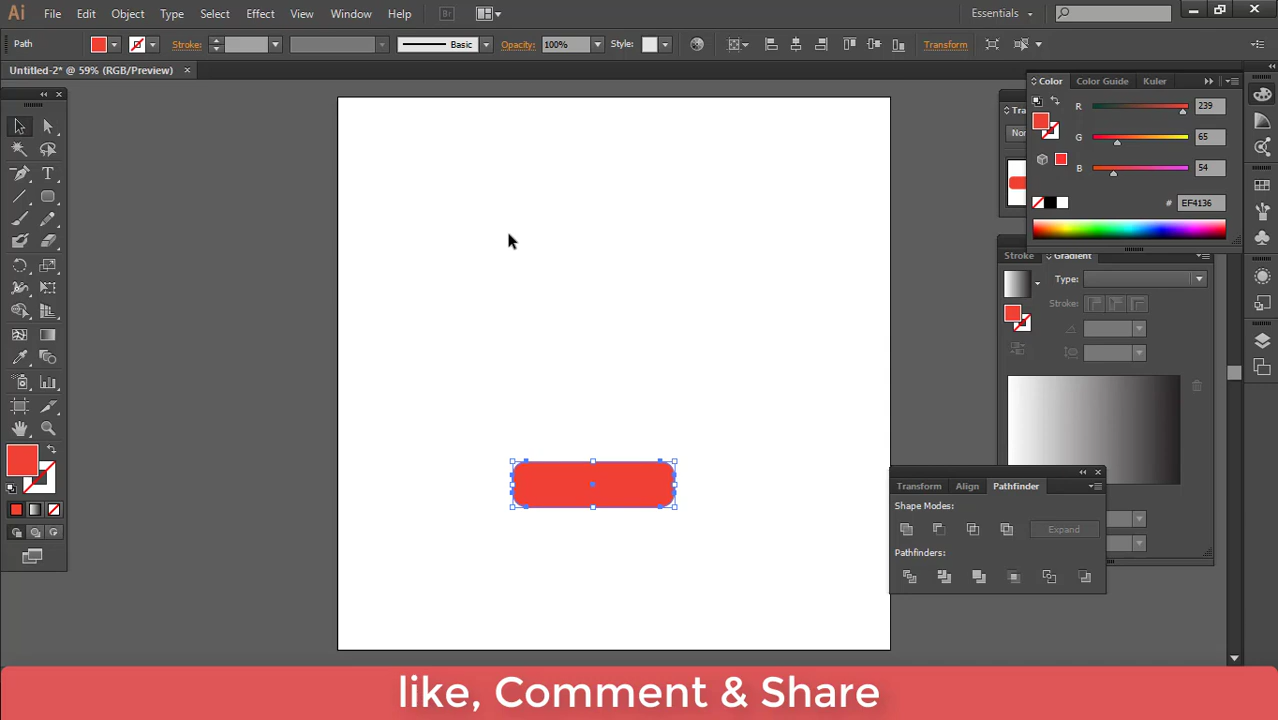 Ai File Edit Object Type Select Effect View Window Help Br Essentials
Path Stroke: Basic Opacity: 100% Style: Transform
Untitled-2* @ 59% (RGB/Preview) ×
Color Color Guide Kuler
R 239
G 65
B 54
# EF4136
Stroke Gradient
Type:
Stroke:
Transform Align Pathfinder
Shape Modes:
Expand
Pathfinders:
like, Comment & Share